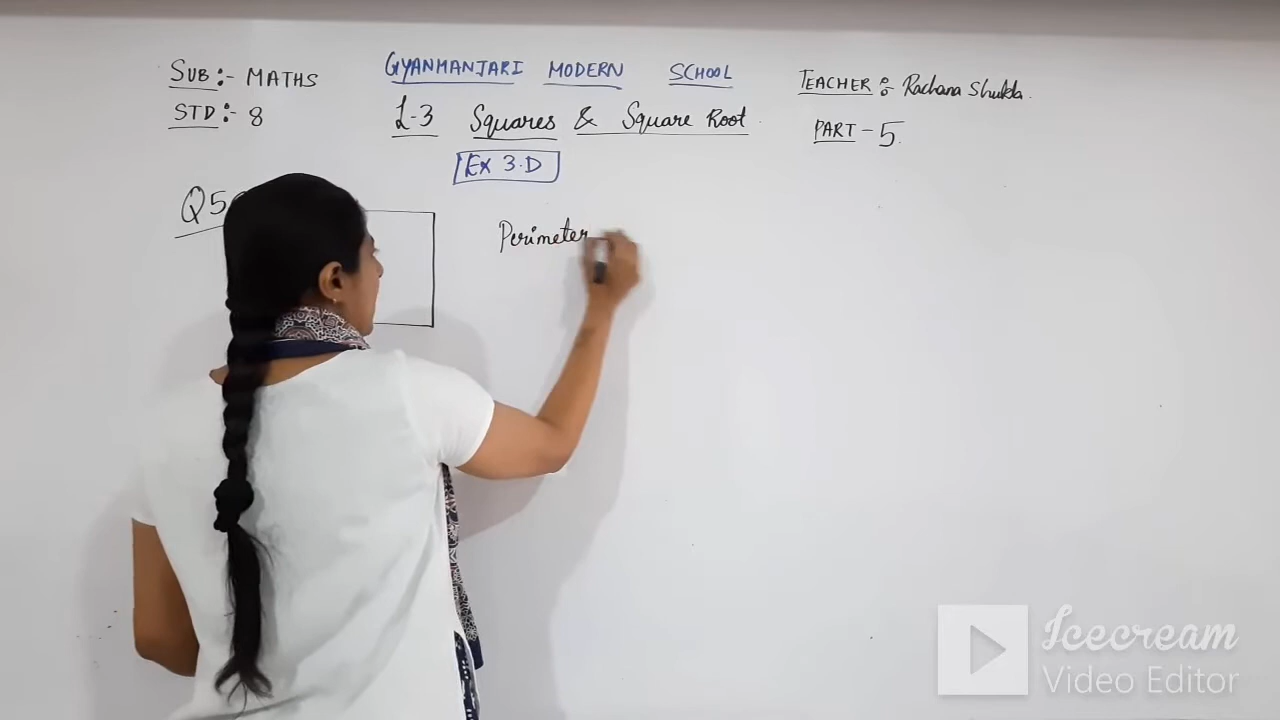 SUB :- MATHS
STD :- 8
GYANMANJARI MODERN SCHOOL
L-3 Squares & Square Root
Ex 3.D
TEACHER :- Rachana Shukla.
PART - 5.
Q5
Perimeter
Icecream
Video Editor